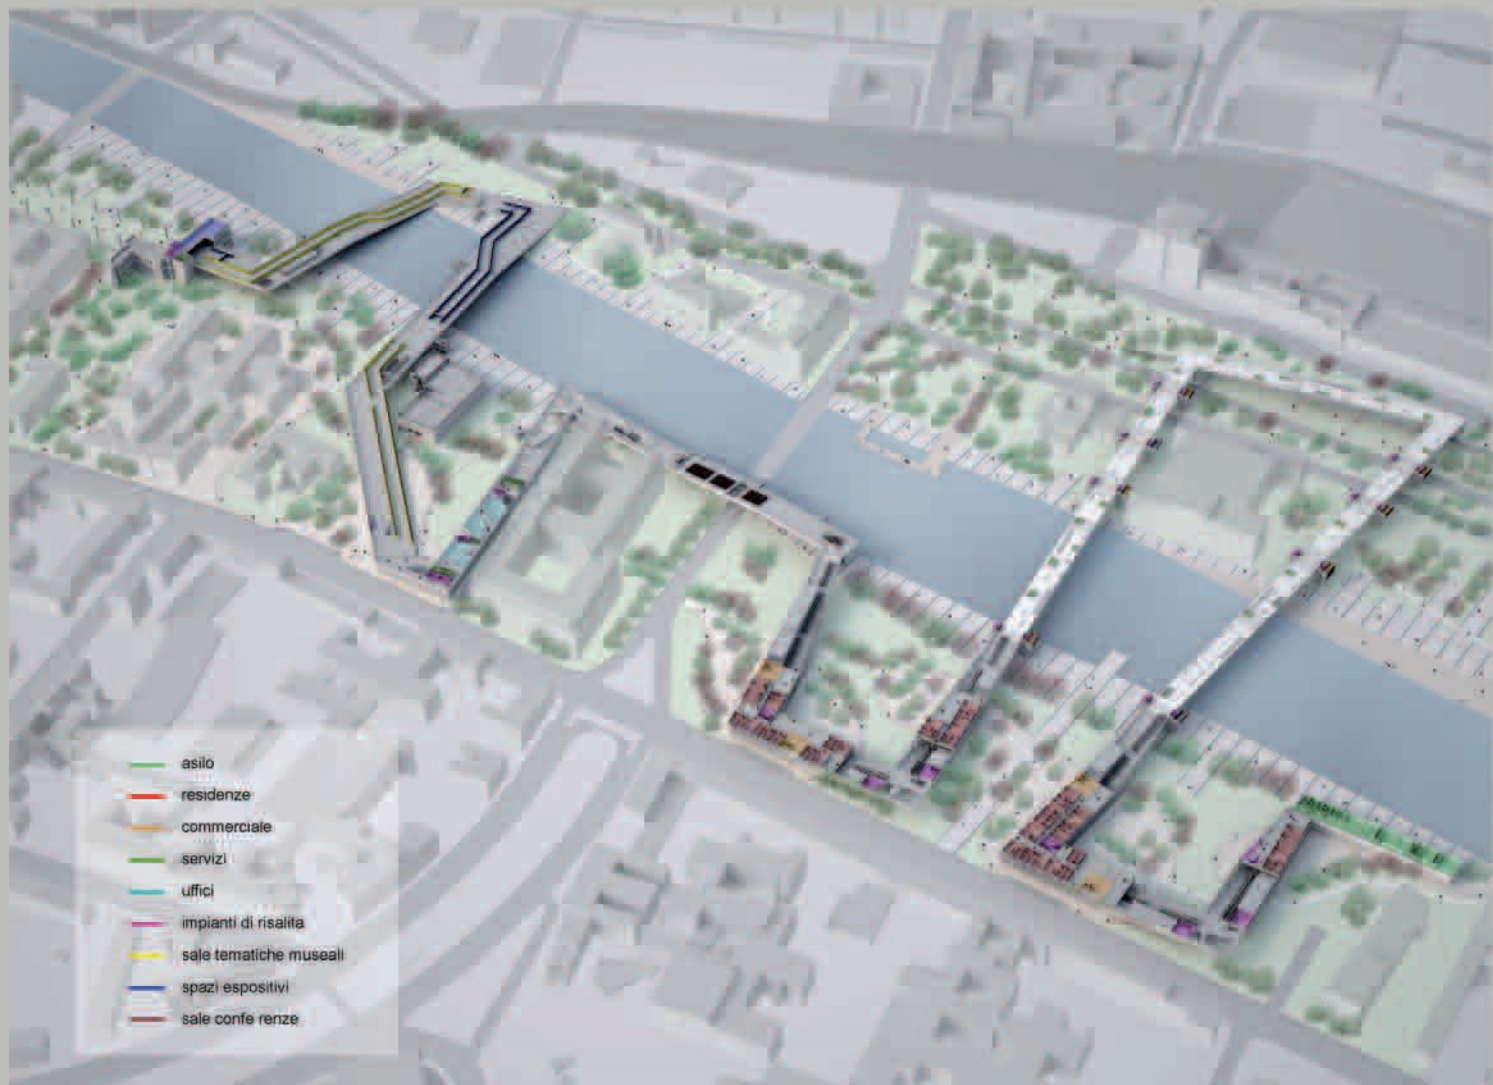 asilo
residenze
commerciale
servizi
uffici
impianti di risalita
sale tematiche museali
spazi espositivi
sale confe renze